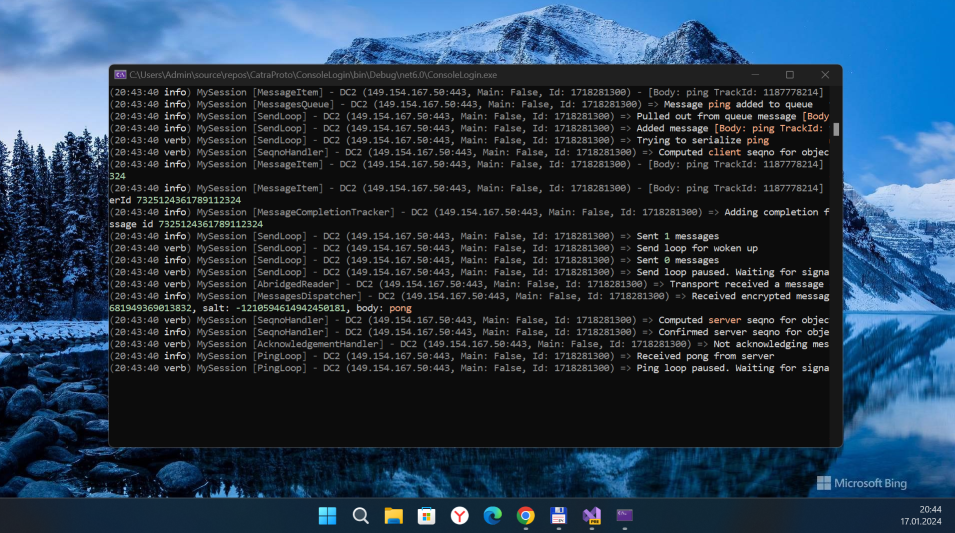 C:\Users\Admin\source\repos\CatraProto\ConsoleLogin\bin\Debug\net6.0\ConsoleLogin.exe
(20:43:40 info) MySession [MessageItem] - DC2 (149.154.167.50:443, Main: False, Id: 1718281300) - [Body: ping TrackId: 1187778214]
(20:43:40 info) MySession [MessagesQueue] - DC2 (149.154.167.50:443, Main: False, Id: 1718281300) => Message ping added to queue
(20:43:40 info) MySession [SendLoop] - DC2 (149.154.167.50:443, Main: False, Id: 1718281300) => Pulled out from queue message [Body
(20:43:40 info) MySession [SendLoop] - DC2 (149.154.167.50:443, Main: False, Id: 1718281300) => Added message [Body: ping TrackId:
(20:43:40 verb) MySession [SendLoop] - DC2 (149.154.167.50:443, Main: False, Id: 1718281300) => Trying to serialize ping
(20:43:40 info) MySession [SeqnoHandler] - DC2 (149.154.167.50:443, Main: False, Id: 1718281300) => Computed client seqno for objec
(20:43:40 info) MySession [MessageItem] - DC2 (149.154.167.50:443, Main: False, Id: 1718281300) - [Body: ping TrackId: 1187778214]
324
(20:43:40 info) MySession [MessageItem] - DC2 (149.154.167.50:443, Main: False, Id: 1718281300) - [Body: ping TrackId: 1187778214]
erId 7325124361789112324
(20:43:40 info) MySession [MessageCompletionTracker] - DC2 (149.154.167.50:443, Main: False, Id: 1718281300) => Adding completion f
ssage id 7325124361789112324
(20:43:40 info) MySession [SendLoop] - DC2 (149.154.167.50:443, Main: False, Id: 1718281300) => Sent 1 messages
(20:43:40 verb) MySession [SendLoop] - DC2 (149.154.167.50:443, Main: False, Id: 1718281300) => Send loop for woken up
(20:43:40 info) MySession [SendLoop] - DC2 (149.154.167.50:443, Main: False, Id: 1718281300) => Sent 0 messages
(20:43:40 verb) MySession [SendLoop] - DC2 (149.154.167.50:443, Main: False, Id: 1718281300) => Send loop paused. Waiting for signa
(20:43:40 verb) MySession [AbridgedReader] - DC2 (149.154.167.50:443, Main: False, Id: 1718281300) => Transport received a message
(20:43:40 info) MySession [MessagesDispatcher] - DC2 (149.154.167.50:443, Main: False, Id: 1718281300) => Received encrypted messag
681949369013832, salt: -1210594614942450181, body: pong
(20:43:40 verb) MySession [SeqnoHandler] - DC2 (149.154.167.50:443, Main: False, Id: 1718281300) => Computed server seqno for objec
(20:43:40 info) MySession [SeqnoHandler] - DC2 (149.154.167.50:443, Main: False, Id: 1718281300) => Confirmed server seqno for obje
(20:43:40 verb) MySession [AcknowledgementHandler] - DC2 (149.154.167.50:443, Main: False, Id: 1718281300) => Not acknowledging mes
(20:43:40 info) MySession [PingLoop] - DC2 (149.154.167.50:443, Main: False, Id: 1718281300) => Received pong from server
(20:43:40 verb) MySession [PingLoop] - DC2 (149.154.167.50:443, Main: False, Id: 1718281300) => Ping loop paused. Waiting for signa
Microsoft Bing
20:44
17.01.2024